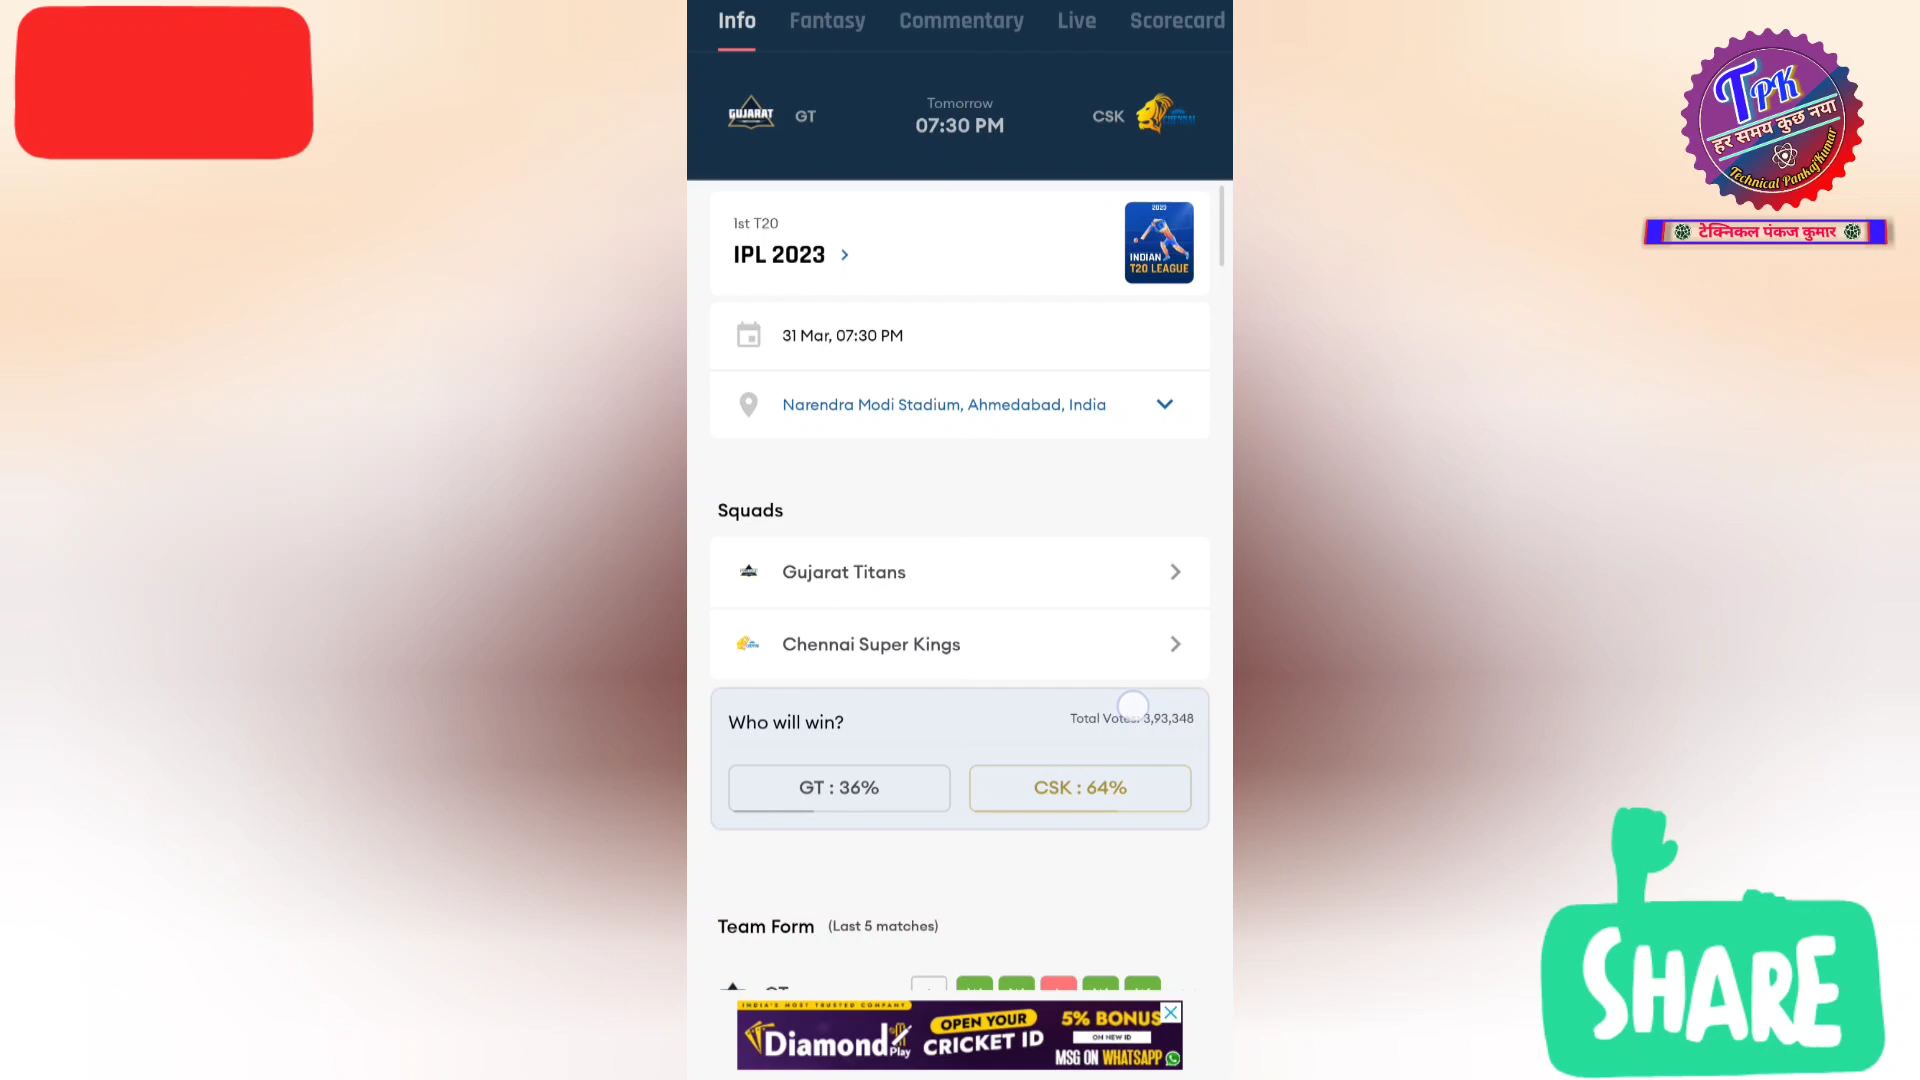 Info Fantasy Commentary Live Scorecard
GUJARAT GT
Tomorrow
07:30 PM
CSK CHENNAI
1st T20
IPL 2023
2023
INDIAN
T20 LEAGUE
31 Mar, 07:30 PM
Narendra Modi Stadium, Ahmedabad, India
Squads
Gujarat Titans
Chennai Super Kings
Who will win?
Total Votes: 3,93,348
GT : 36%
CSK : 64%
Team Form (Last 5 matches)
INDIA'S MOST TRUSTED COMPANY
Diamond Play
OPEN YOUR
CRICKET ID
5% BONUS
ON NEW ID
MSG ON WHATSAPP
TPK
हर समय कुछ नया
Technical PankajKumar
टेक्निकल पंकज कुमार
SHARE